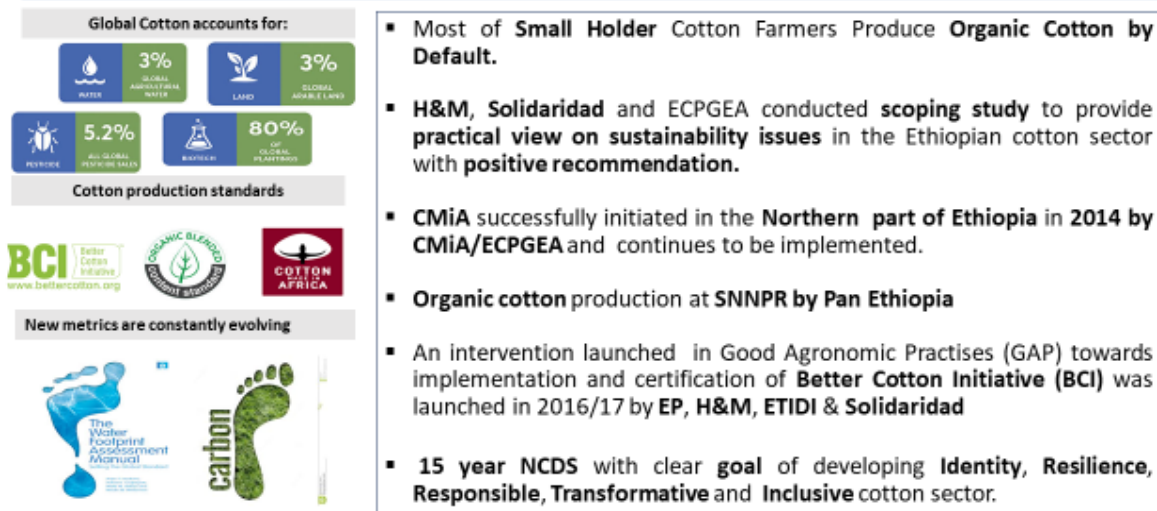 Global Cotton accounts for:
3%
GLOBAL
AGRICULTURAL
WATER
WATER
3%
GLOBAL
ARABLE LAND
LAND
5.2%
ALL GLOBAL
PESTICIDE SALES
PESTICIDE
80%
OF
GLOBAL
PLANTINGS
BIOTECH
Cotton production standards
BCI
Better
Cotton
Initiative
www.bettercotton.org
ORGANIC BLENDED
content standard
COTTON
MADE IN
AFRICA
New metrics are constantly evolving
The
Water
Footprint
Assessment
Manual
carbon
▪ Most of Small Holder Cotton Farmers Produce Organic Cotton by
Default.
▪ H&M, Solidaridad and ECPGEA conducted scoping study to provide
practical view on sustainability issues in the Ethiopian cotton sector
with positive recommendation.
▪ CMiA successfully initiated in the Northern part of Ethiopia in 2014 by
CMiA/ECPGEA and continues to be implemented.
▪ Organic cotton production at SNNPR by Pan Ethiopia
▪ An intervention launched in Good Agronomic Practises (GAP) towards
implementation and certification of Better Cotton Initiative (BCI) was
launched in 2016/17 by EP, H&M, ETIDI & Solidaridad
▪ 15 year NCDS with clear goal of developing Identity, Resilience,
Responsible, Transformative and Inclusive cotton sector.